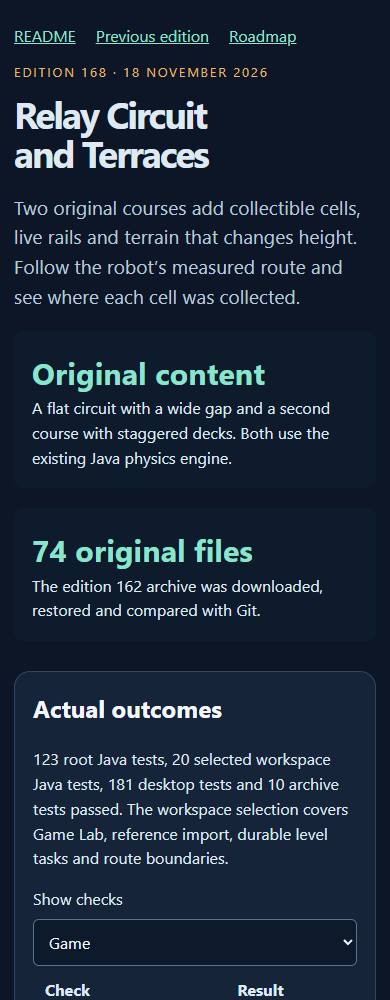 README Previous edition Roadmap
EDITION 168 · 18 NOVEMBER 2026
Relay Circuit
and Terraces
Two original courses add collectible cells,
live rails and terrain that changes height.
Follow the robot’s measured route and
see where each cell was collected.
Original content
A flat circuit with a wide gap and a second
course with staggered decks. Both use the
existing Java physics engine.
74 original files
The edition 162 archive was downloaded,
restored and compared with Git.
Actual outcomes
123 root Java tests, 20 selected workspace
Java tests, 181 desktop tests and 10 archive
tests passed. The workspace selection covers
Game Lab, reference import, durable level
tasks and route boundaries.
Show checks
Game
Check Result